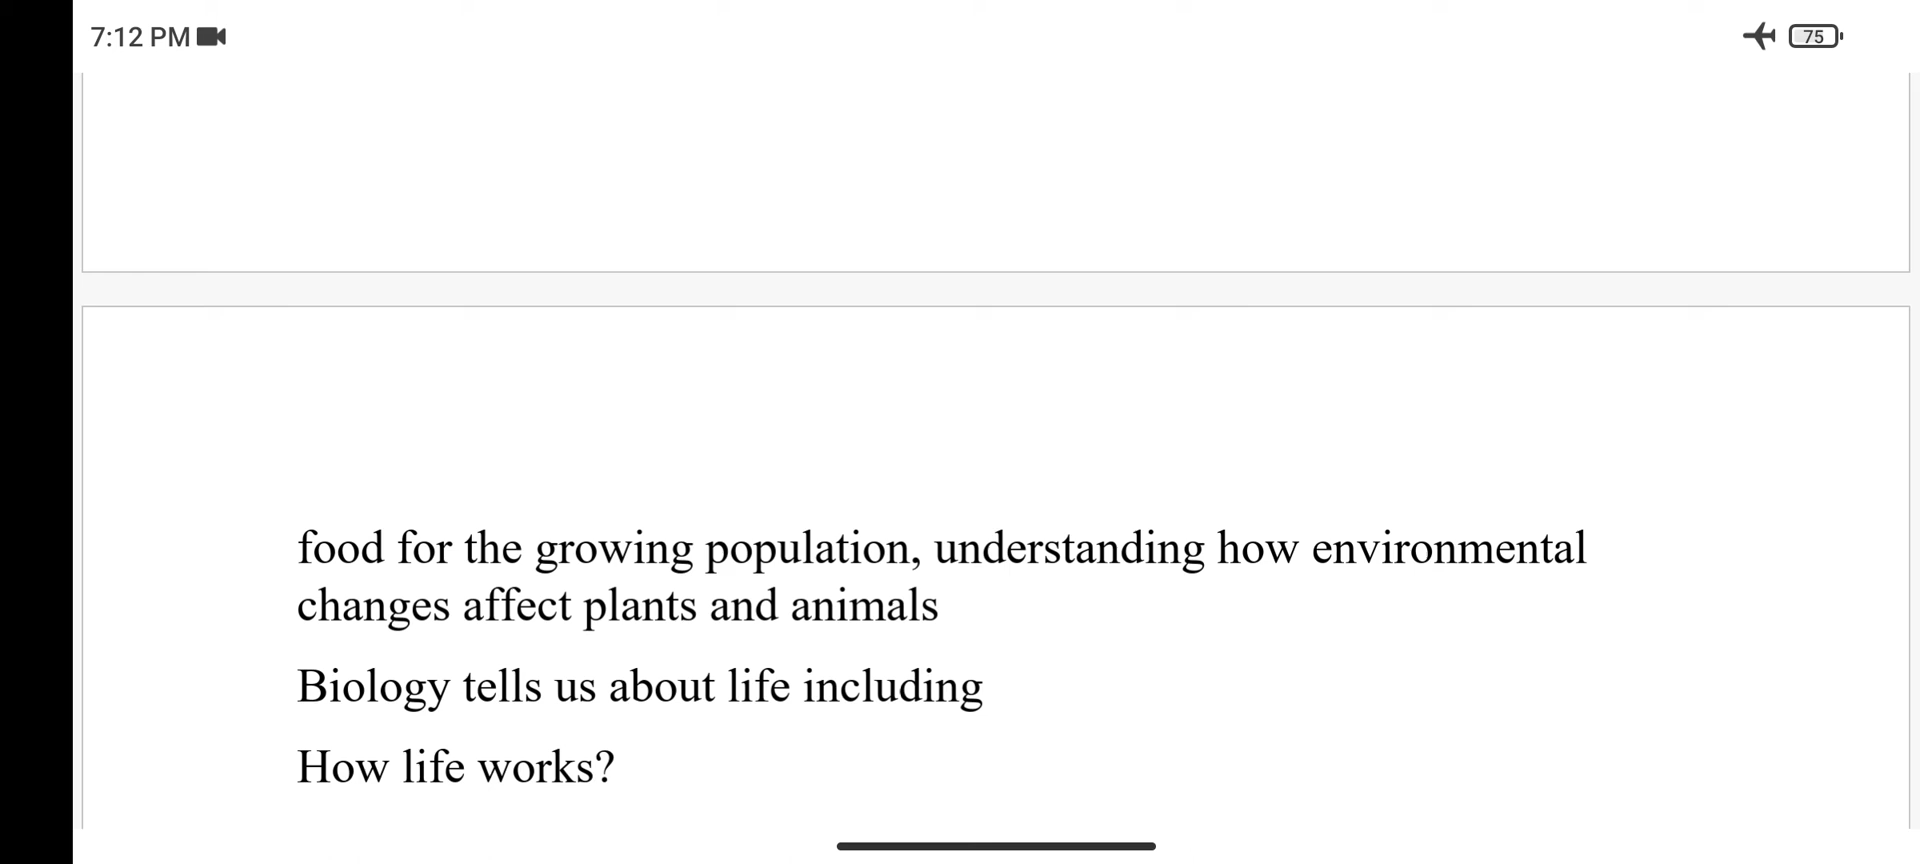 7:12 PM
75
food for the growing population, understanding how environmental
changes affect plants and animals
Biology tells us about life including
How life works?